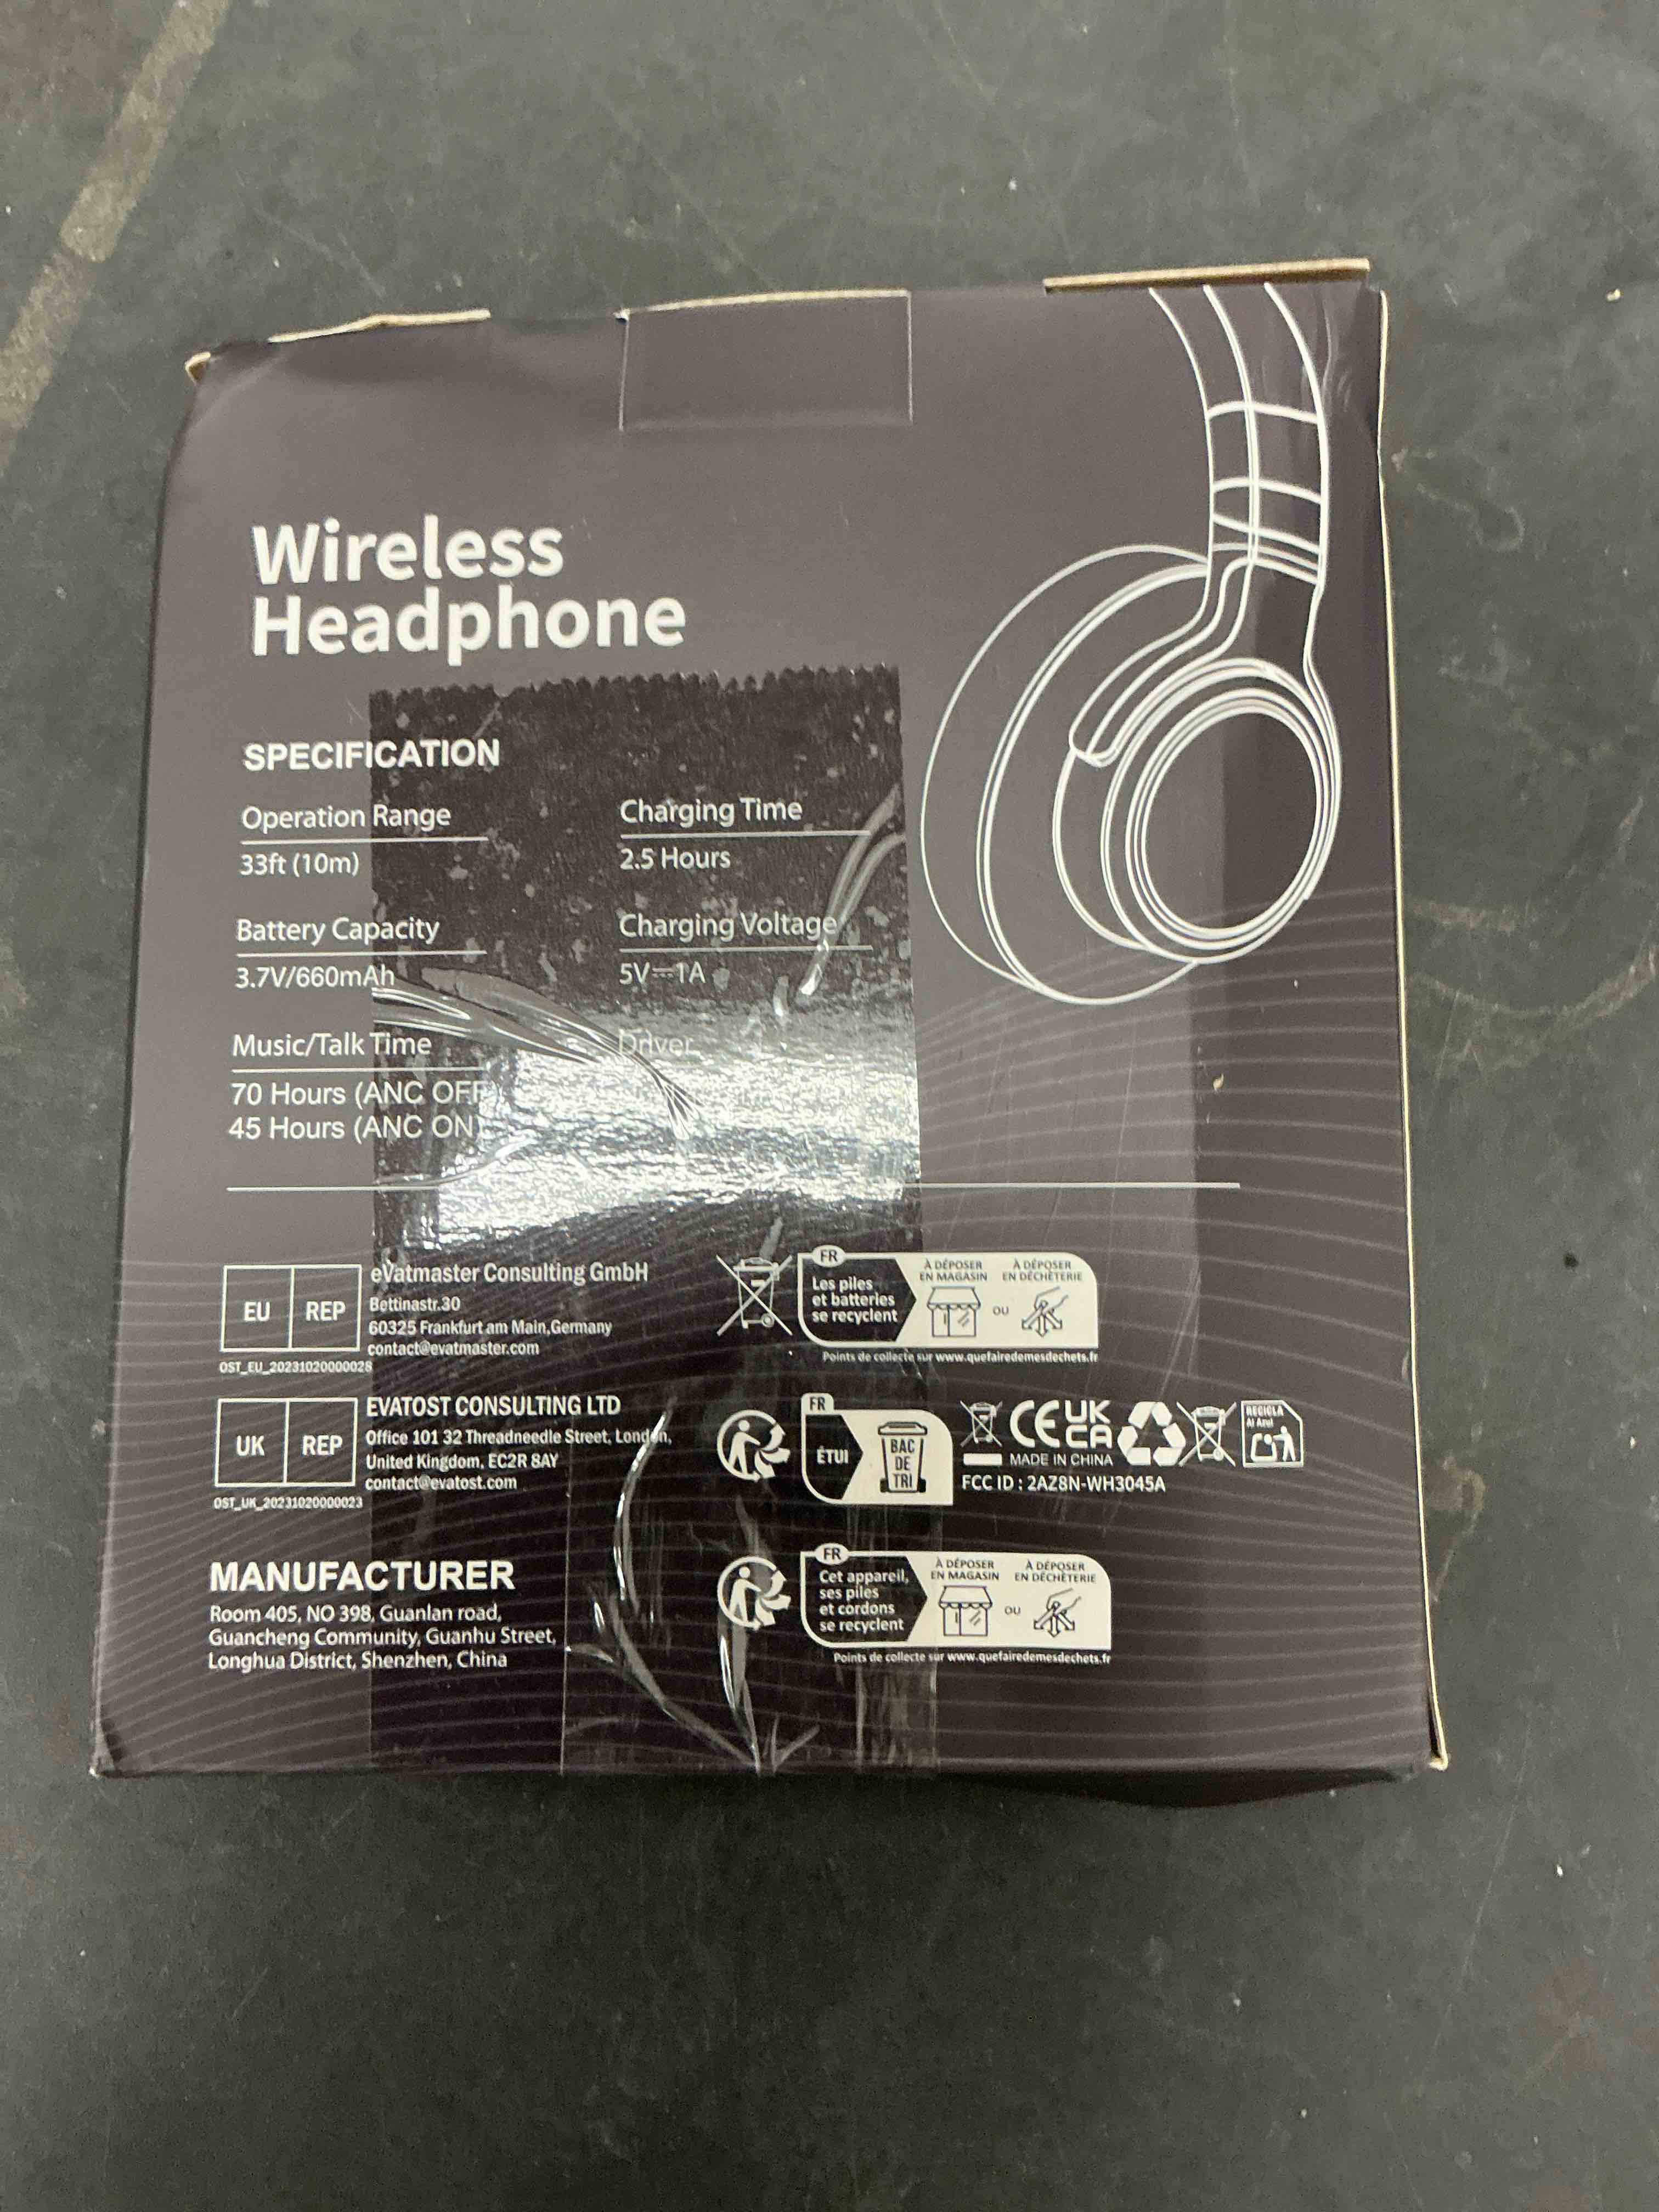 Wireless
Headphone
SPECIFICATION
Operation Range
33ft (10m)
Charging Time
2.5 Hours
Battery Capacity
3.7V/660mAh
Charging Voltage
5V⎓1A
Music/Talk Time
70 Hours (ANC OFF)
45 Hours (ANC ON)
Driver
EU REP
eVatmaster Consulting GmbH
Bettinastr.30
60325 Frankfurt am Main,Germany
contact@evatmaster.com
OST_EU_20231020000028
FR
Les piles
et batteries
se recyclent
À DÉPOSER
EN MAGASIN
OU
À DÉPOSER
EN DÉCHÈTERIE
Points de collecte sur www.quefairedemesdechets.fr
UK REP
EVATOST CONSULTING LTD
Office 101 32 Threadneedle Street, London,
United Kingdom, EC2R 8AY
contact@evatost.com
OST_UK_20231020000023
FR
ÉTUI
BAC
DE
TRI
CE UK
CA
RECICLA
Al Azul
MADE IN CHINA
FCC ID : 2AZ8N-WH3045A
MANUFACTURER
Room 405, NO 398, Guanlan road,
Guancheng Community, Guanhu Street,
Longhua District, Shenzhen, China
FR
Cet appareil,
ses piles
et cordons
se recyclent
À DÉPOSER
EN MAGASIN
OU
À DÉPOSER
EN DÉCHÈTERIE
Points de collecte sur www.quefairedemesdechets.fr